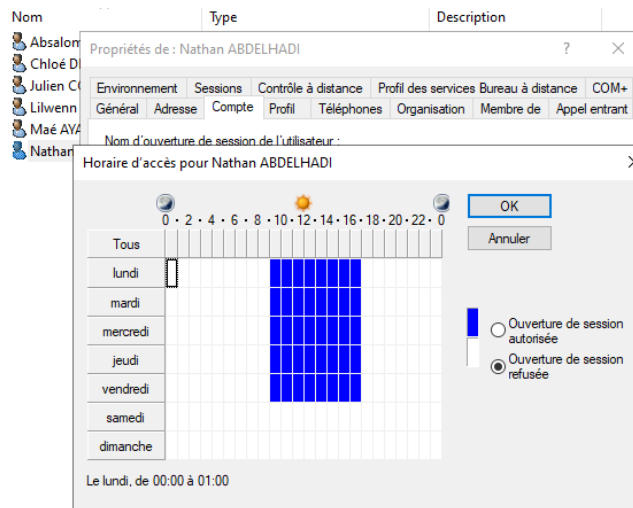 Nom Type Description
Absalon
Chloé D
Julien C
Lilwenn
Maé AYA
Nathan
Propriétés de : Nathan ABDELHADI ? ×
Environnement Sessions Contrôle à distance Profil des services Bureau à distance COM+
Général Adresse Compte Profil Téléphones Organisation Membre de Appel entrant
Nom d'ouverture de session de l'utilisateur :
Horaire d'accès pour Nathan ABDELHADI
0 · 2 · 4 · 6 · 8 · 10 · 12 · 14 · 16 · 18 · 20 · 22 · 0
Tous
lundi
mardi
mercredi
jeudi
vendredi
samedi
dimanche
OK
Annuler
Ouverture de session
autorisée
Ouverture de session
refusée
Le lundi, de 00:00 à 01:00